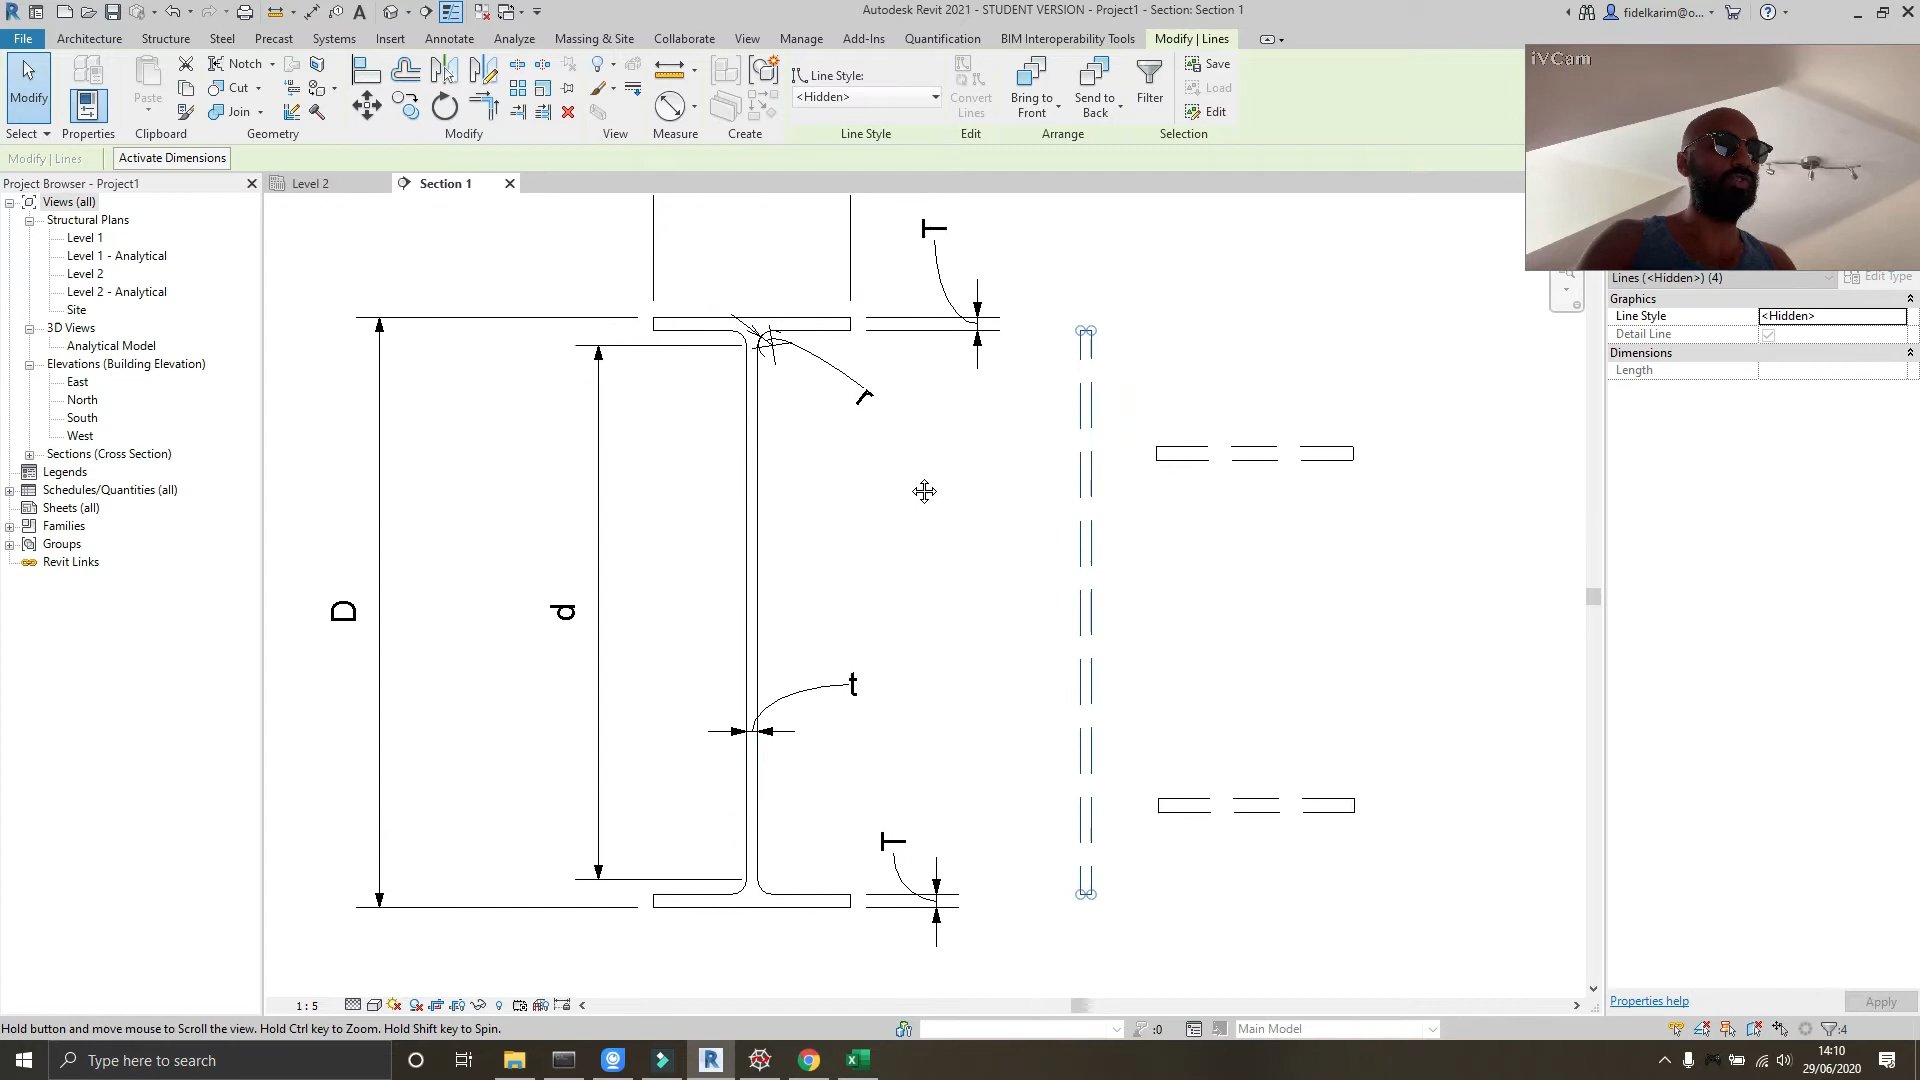 Autodesk Revit 2021 - STUDENT VERSION - Project1 - Section: Section 1
fidelkarim@o...
File Architecture Structure Steel Precast Systems Insert Annotate Analyze Massing & Site Collaborate View Manage Add-Ins Quantification BIM Interoperability Tools Modify | Lines
iVCam
Modify
Paste
Notch
Cut
Join
Line Style:
<Hidden>
Convert
Lines
Bring to
Front
Send to
Back
Filter
Save
Load
Edit
Select Properties Clipboard Geometry Modify View Measure Create Line Style Edit Arrange Selection
Modify | Lines Activate Dimensions
Project Browser - Project1
Level 2
Section 1
Views (all)
Structural Plans
Level 1
Level 1 - Analytical
Level 2
Level 2 - Analytical
Site
3D Views
Analytical Model
Elevations (Building Elevation)
East
North
South
West
Sections (Cross Section)
Legends
Schedules/Quantities (all)
Sheets (all)
Families
Groups
Revit Links
T
r
D
d
t
T
Lines (<Hidden>) (4)
Edit Type
Graphics
Line Style <Hidden>
Detail Line
Dimensions
Length
Properties help
Apply
1 : 5
Hold button and move mouse to Scroll the view. Hold Ctrl key to Zoom. Hold Shift key to Spin.
:0
Main Model
:4
Type here to search
14:10
29/06/2020